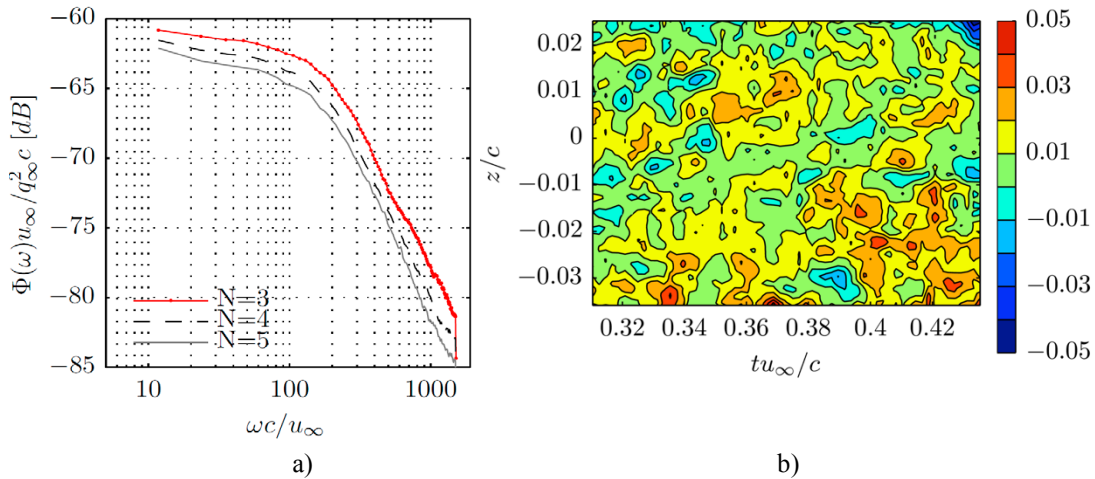 −60
−65
−70
−75
−80
−85
Φ(ω)u∞/q²∞c [dB]
N=3
N=4
N=5
10 100 1000
ωc/u∞
a)
0.02
0.01
0
−0.01
−0.02
−0.03
z/c
0.32 0.34 0.36 0.38 0.4 0.42
tu∞/c
0.05
0.03
0.01
−0.01
−0.03
−0.05
b)